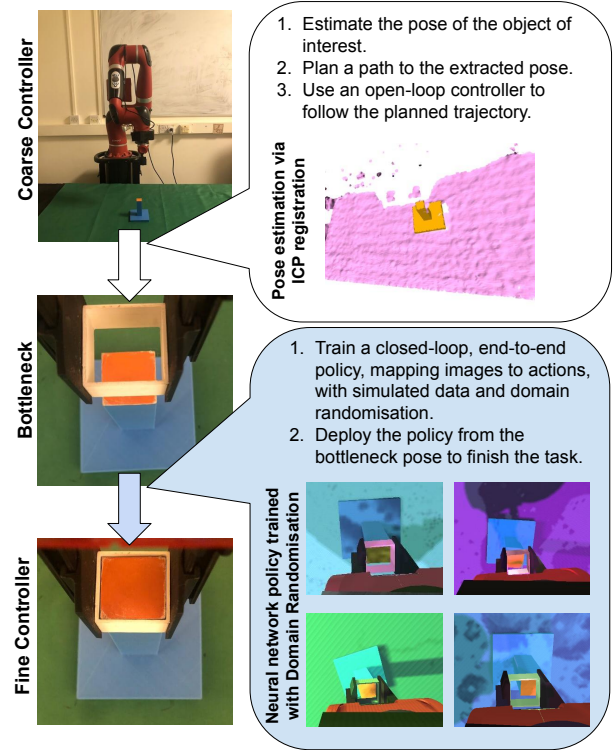 Coarse Controller
1. Estimate the pose of the object of
interest.
2. Plan a path to the extracted pose.
3. Use an open-loop controller to
follow the planned trajectory.
Pose estimation via
ICP registration
Bottleneck
1. Train a closed-loop, end-to-end
policy, mapping images to actions,
with simulated data and domain
randomisation.
2. Deploy the policy from the
bottleneck pose to finish the task.
Fine Controller
Neural network policy trained
with Domain Randomisation